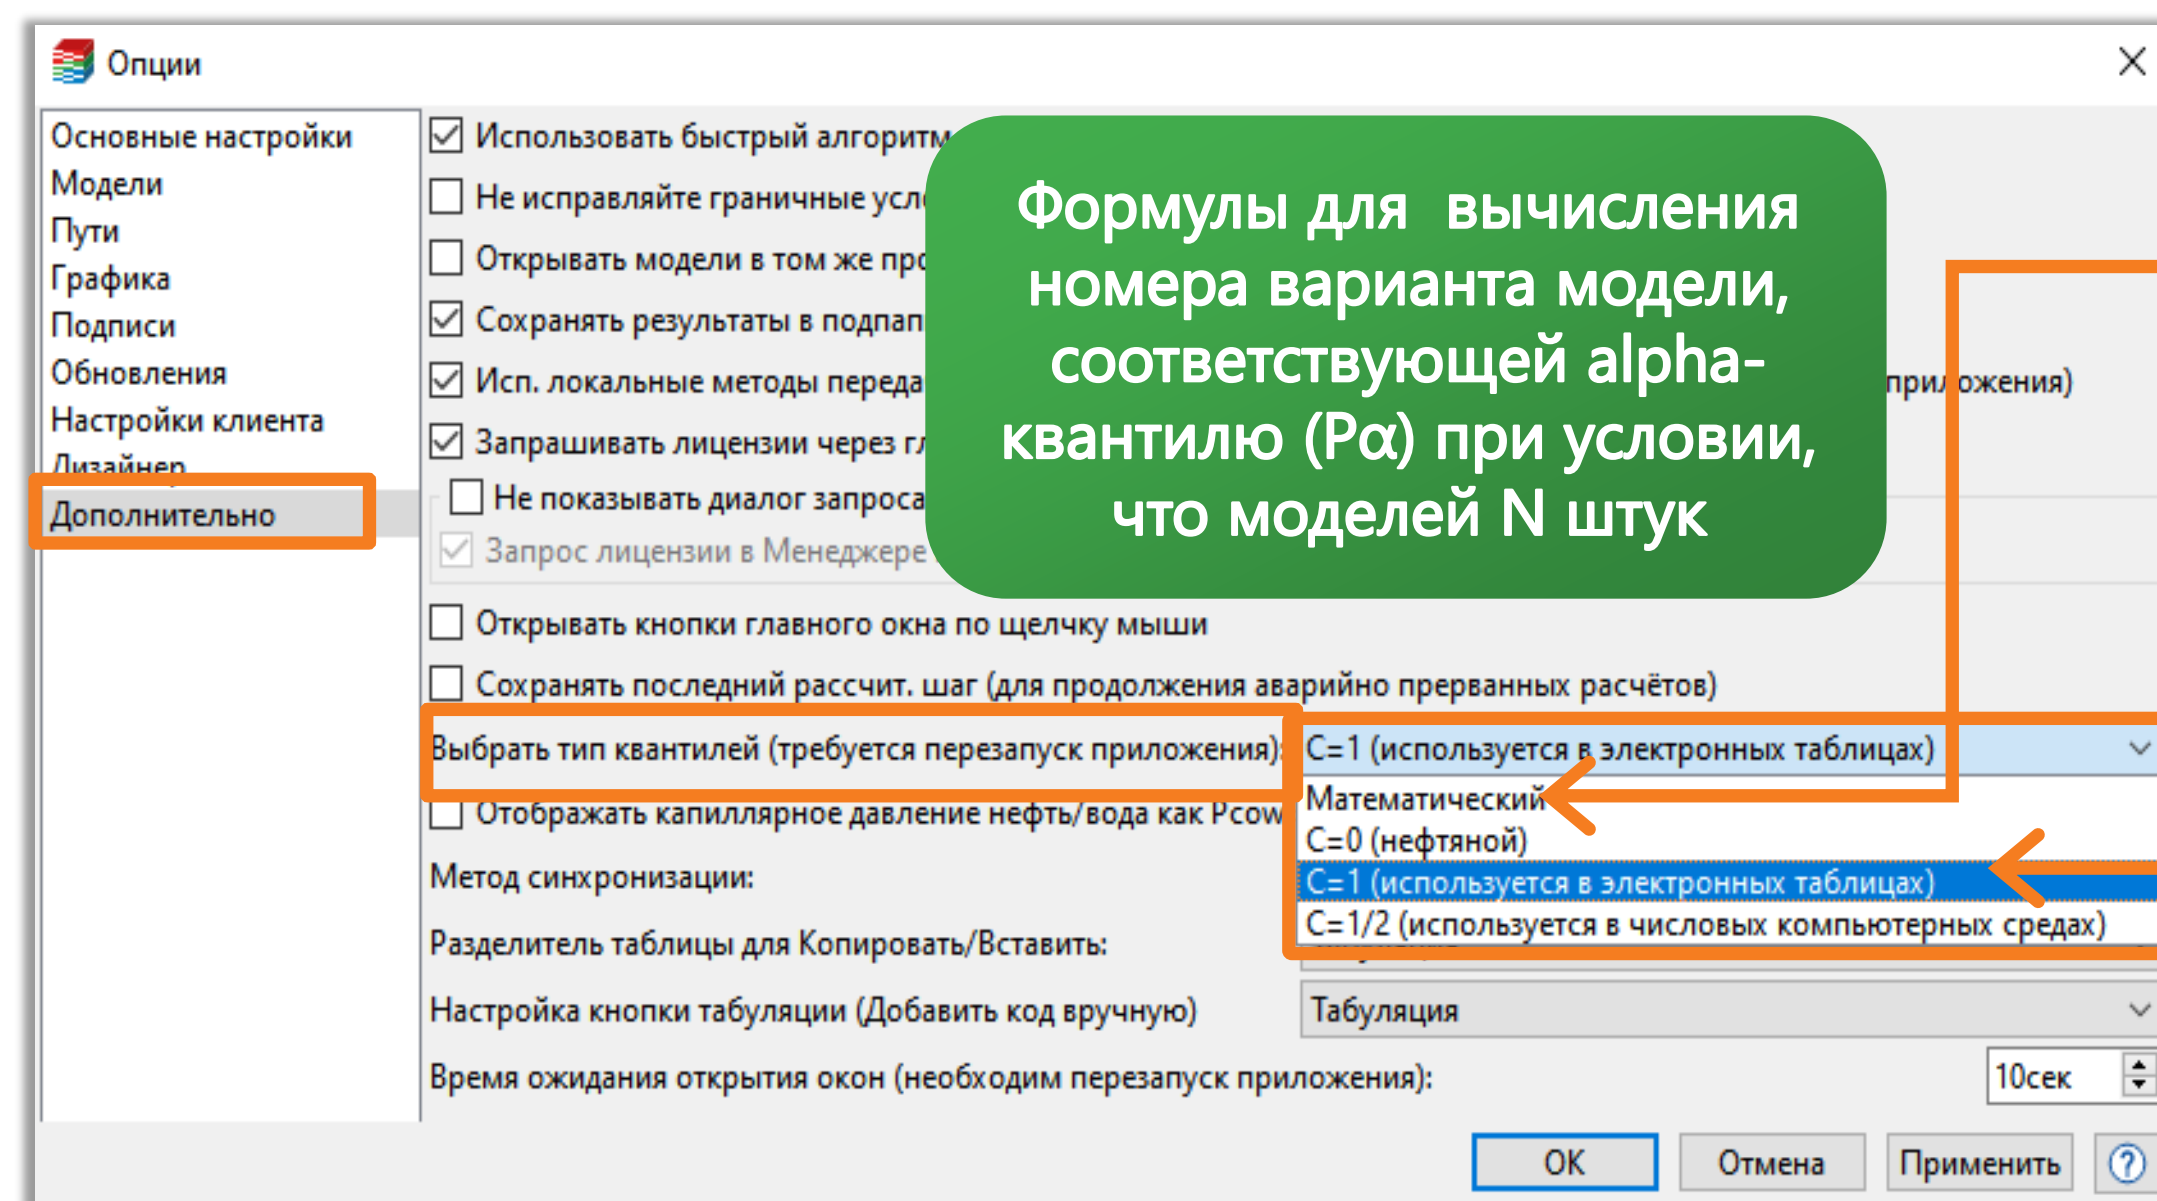 Опции
Основные настройки
Модели
Пути
Графика
Подписи
Обновления
Настройки клиента
Дизайнер
Дополнительно
Использовать быстрый алгоритм
Не исправляйте граничные
Открывать модели в том же
Сохранять результаты в
Исп. локальные методы
приложения)
Запрашивать лицензии через
Не показывать диалог запроса
Запрос лицензии в Менеджере
Формулы для вычисления
номера варианта модели,
соответствующей alpha-
квантилю (Pα) при условии,
что моделей N штук
Открывать кнопки главного окна по щелчку мыши
Сохранять последний рассчит. шаг (для продолжения аварийно прерванных расчётов)
Выбрать тип квантилей (требуется перезапуск приложения): C=1 (используется в электронных таблицах)
Математический
C=0 (нефтяной)
C=1 (используется в электронных таблицах)
C=1/2 (используется в числовых компьютерных средах)
Отображать капиллярное давление нефть/вода как Pcow
Метод синхронизации:
Разделитель таблицы для Копировать/Вставить:
Настройка кнопки табуляции (Добавить код вручную) Табуляция
Время ожидания открытия окон (необходим перезапуск приложения): 10сек
OK Отмена Применить ?